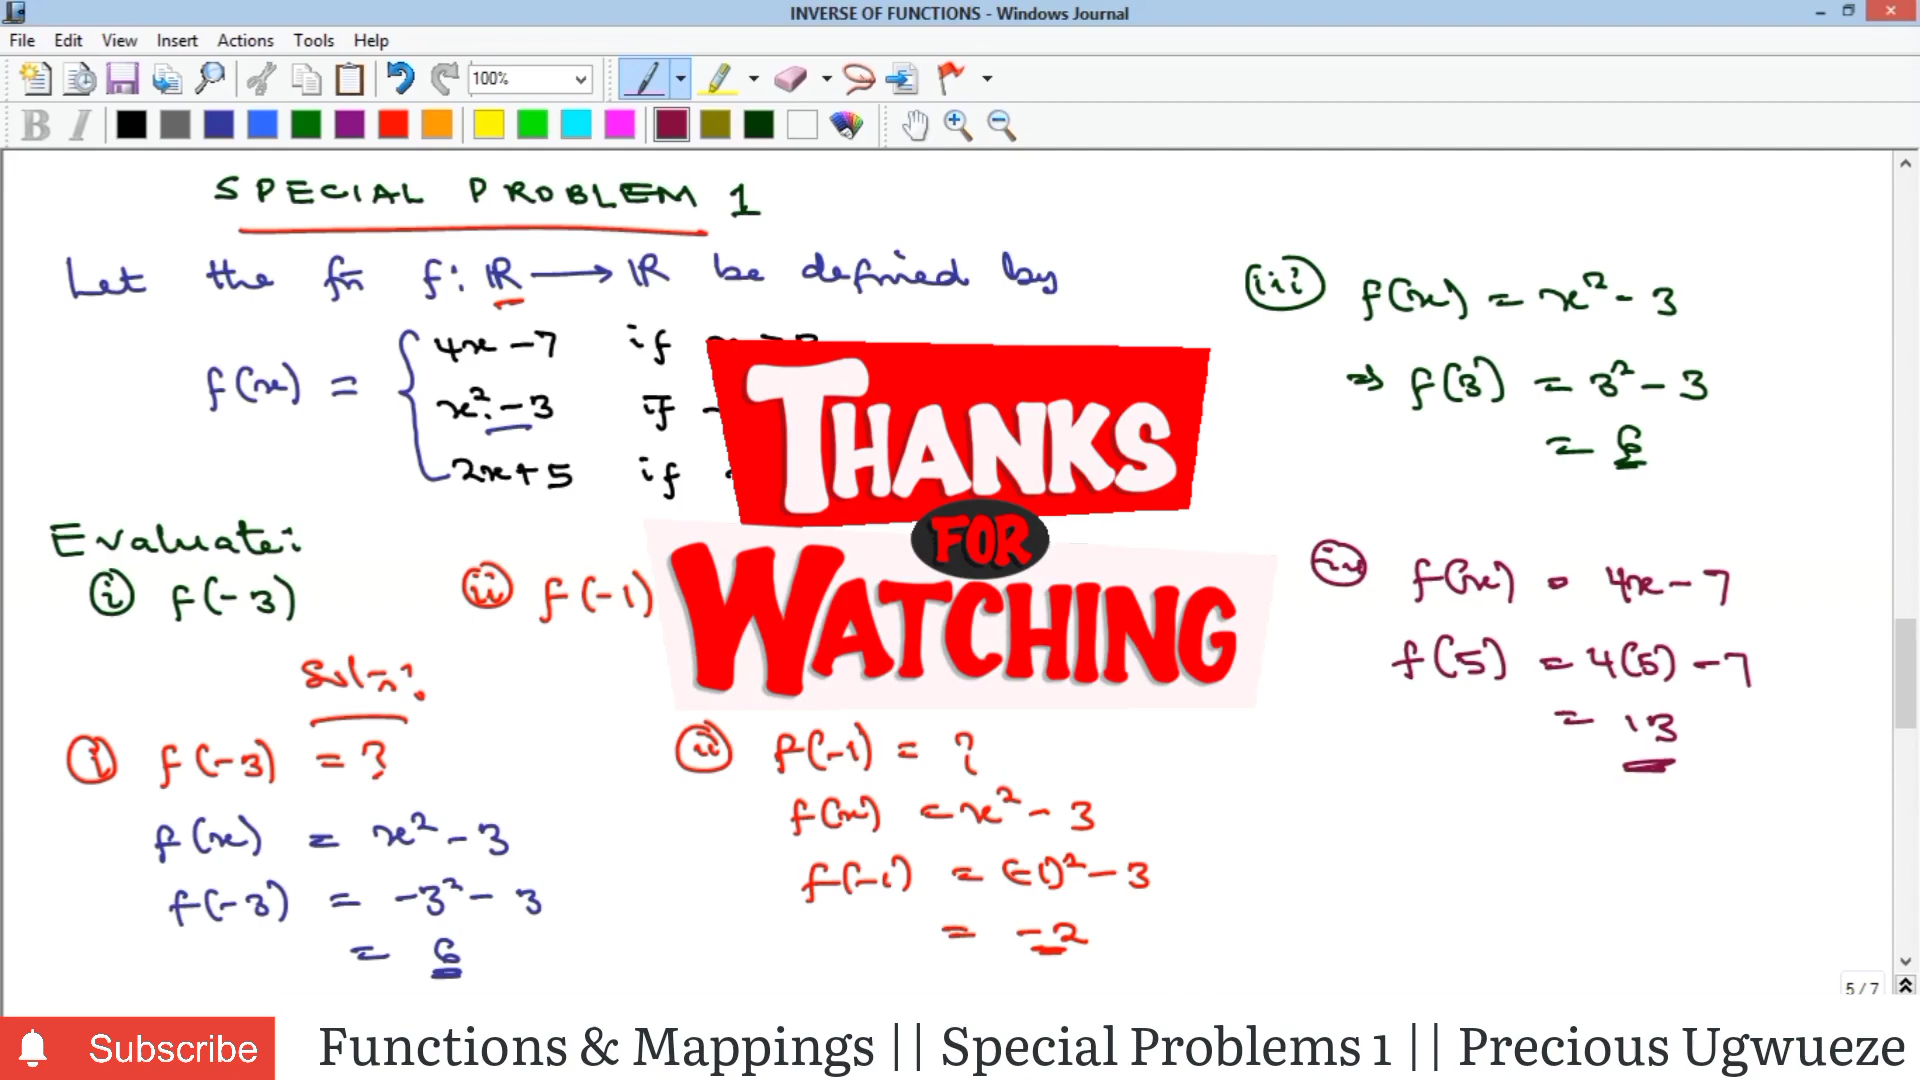 INVERSE OF FUNCTIONS - Windows Journal
File Edit View Insert Actions Tools Help
100%
B I
SPECIAL PROBLEM 1
Let the fn f: ℝ → ℝ be defined by
f(x) = { 4x - 7 if
x² - 3 if
2x + 5 if
Evaluate:
(i) f(-3) (ii) f(-1)
Soln:
(i) f(-3) = ?
f(x) = x² - 3
f(-3) = -3² - 3
= 6
(ii) f(-1) = ?
f(x) = x² - 3
f(-1) = (-1)² - 3
= -2
(iii) f(x) = x² - 3
⇒ f(3) = 3² - 3
= 6
(iv) f(x) = 4x - 7
f(5) = 4(5) - 7
= 13
THANKS
FOR
WATCHING
5 / 7
Subscribe
Functions & Mappings || Special Problems 1 || Precious Ugwueze